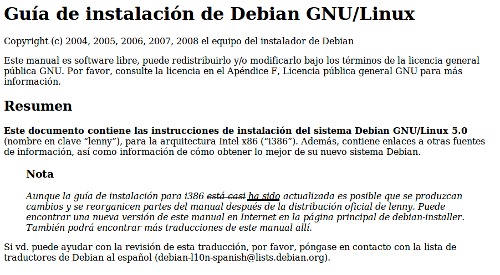 Guía de instalación de Debian GNU/Linux
Copyright (c) 2004, 2005, 2006, 2007, 2008 el equipo del instalador de Debian
Este manual es software libre, puede redistribuirlo y/o modificarlo bajo los términos de la licencia general
pública GNU. Por favor, consulte la licencia en el Apéndice F, Licencia pública general GNU para más
información.
Resumen
Este documento contiene las instrucciones de instalación del sistema Debian GNU/Linux 5.0
(nombre en clave “lenny”), para la arquitectura Intel x86 (“i386”). Además, contiene enlaces a otras fuentes
de información, así como información de cómo obtener lo mejor de su nuevo sistema Debian.
Nota
Aunque la guía de instalación para i386 está casi ha sido actualizada es posible que se produzcan
cambios y se reorganicen partes del manual después de la distribución oficial de lenny. Puede
encontrar una nueva versión de este manual en Internet en la página principal de debian-installer.
También podrá encontrar más traducciones de este manual allí.
Si vd. puede ayudar con la revisión de esta traducción, por favor, póngase en contacto con la lista de
traductores de Debian al español (debian-l10n-spanish@lists.debian.org).